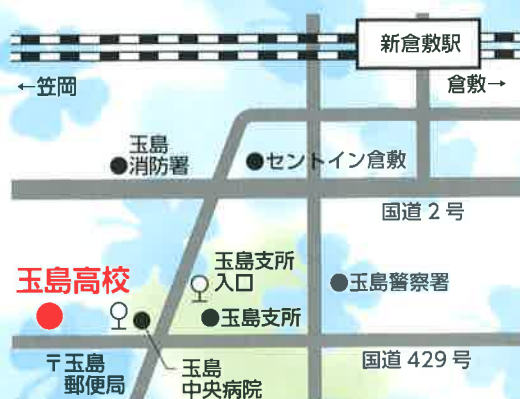 新倉敷駅
←笠岡
倉敷→
玉島
消防署
セントイン倉敷
国道2号
玉島支所
入口
玉島高校
玉島警察署
玉島支所
国道429号
〒玉島
郵便局
玉島
中央病院